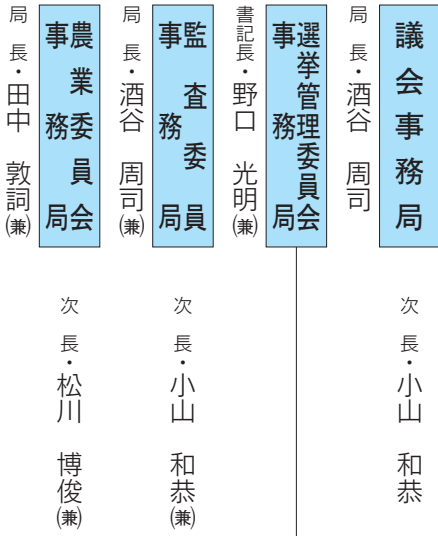 議会事務局
局長・酒谷 周司
次長・小山 和恭
選挙管理委員会
事務局
書記長・野口 光明㈱
監査委員
事務局
局長・酒谷 周司(兼)
次長・小山 和恭(兼)
農業委員会
事務局
局長・田中 敦詞(兼)
次長・松川 博俊(兼)